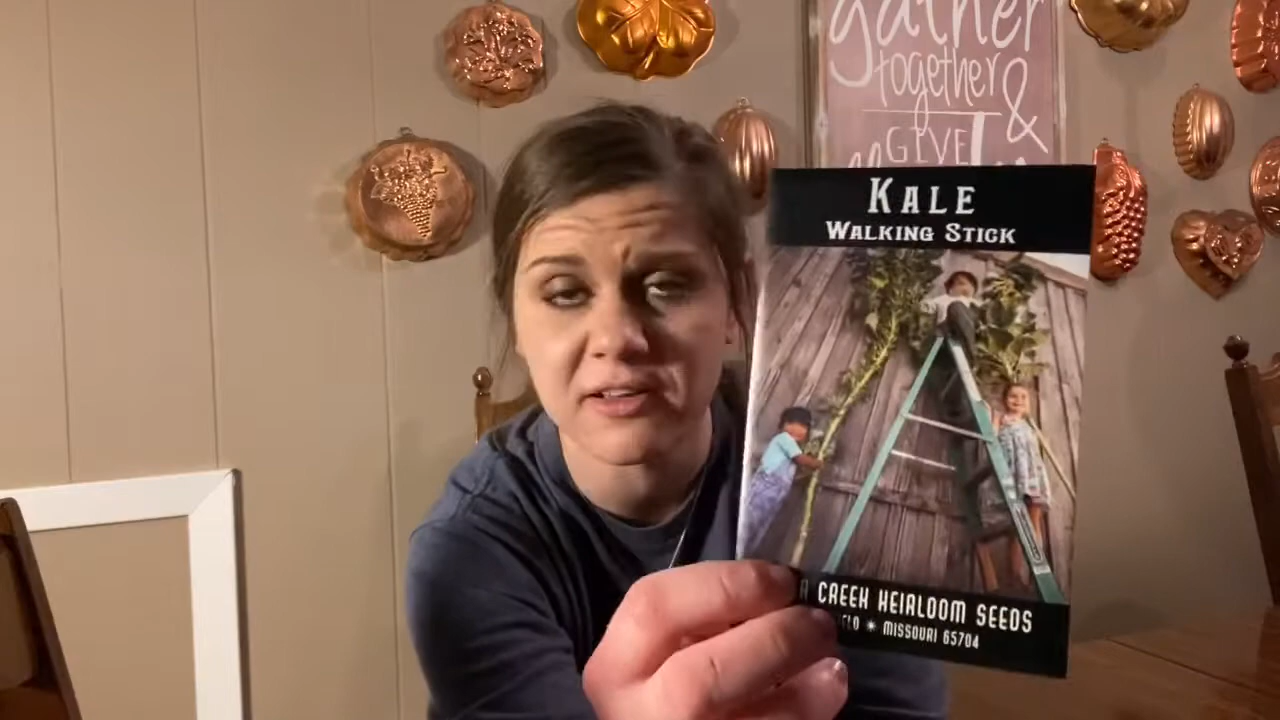 gather
together
&
GIVE
KALE
WALKING STICK
CREEK HEIRLOOM SEEDS
MISSOURI 65704